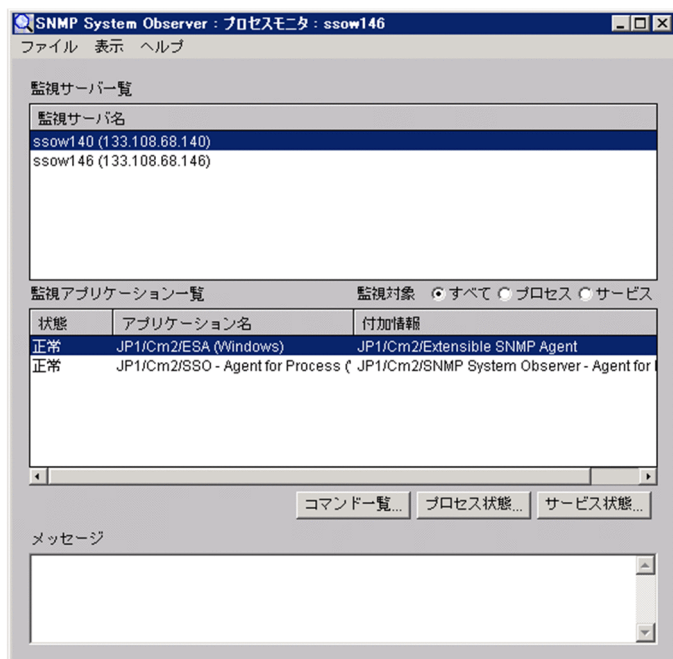 SNMP System Observer : プロセスモニタ : ssow146
ファイル 表示 ヘルプ
監視サーバ一覧
監視サーバ名
ssow140 (133.108.68.140)
ssow146 (133.108.68.146)
監視アプリケーション一覧 監視対象 すべて プロセス サービス
状態 アプリケーション名 付加情報
正常 JP1/Cm2/ESA (Windows) JP1/Cm2/Extensible SNMP Agent
正常 JP1/Cm2/SSO - Agent for Process ( JP1/Cm2/SNMP System Observer - Agent for
コマンド一覧... プロセス状態... サービス状態...
メッセージ